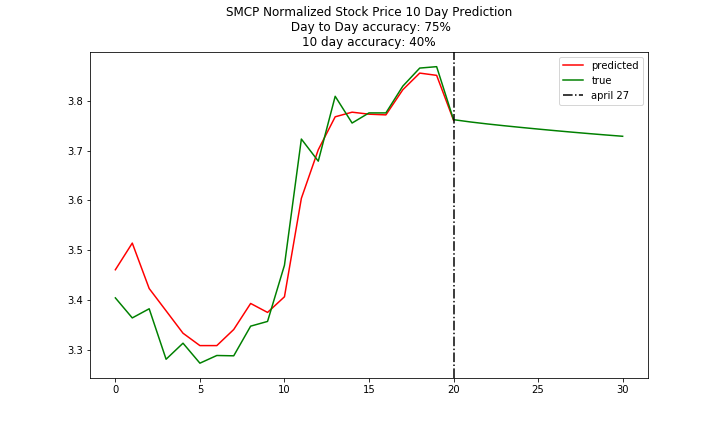 SMCP Normalized Stock Price 10 Day Prediction
Day to Day accuracy: 75%
10 day accuracy: 40%
predicted
true
april 27
3.8
3.7
3.6
3.5
3.4
3.3
0 5 10 15 20 25 30